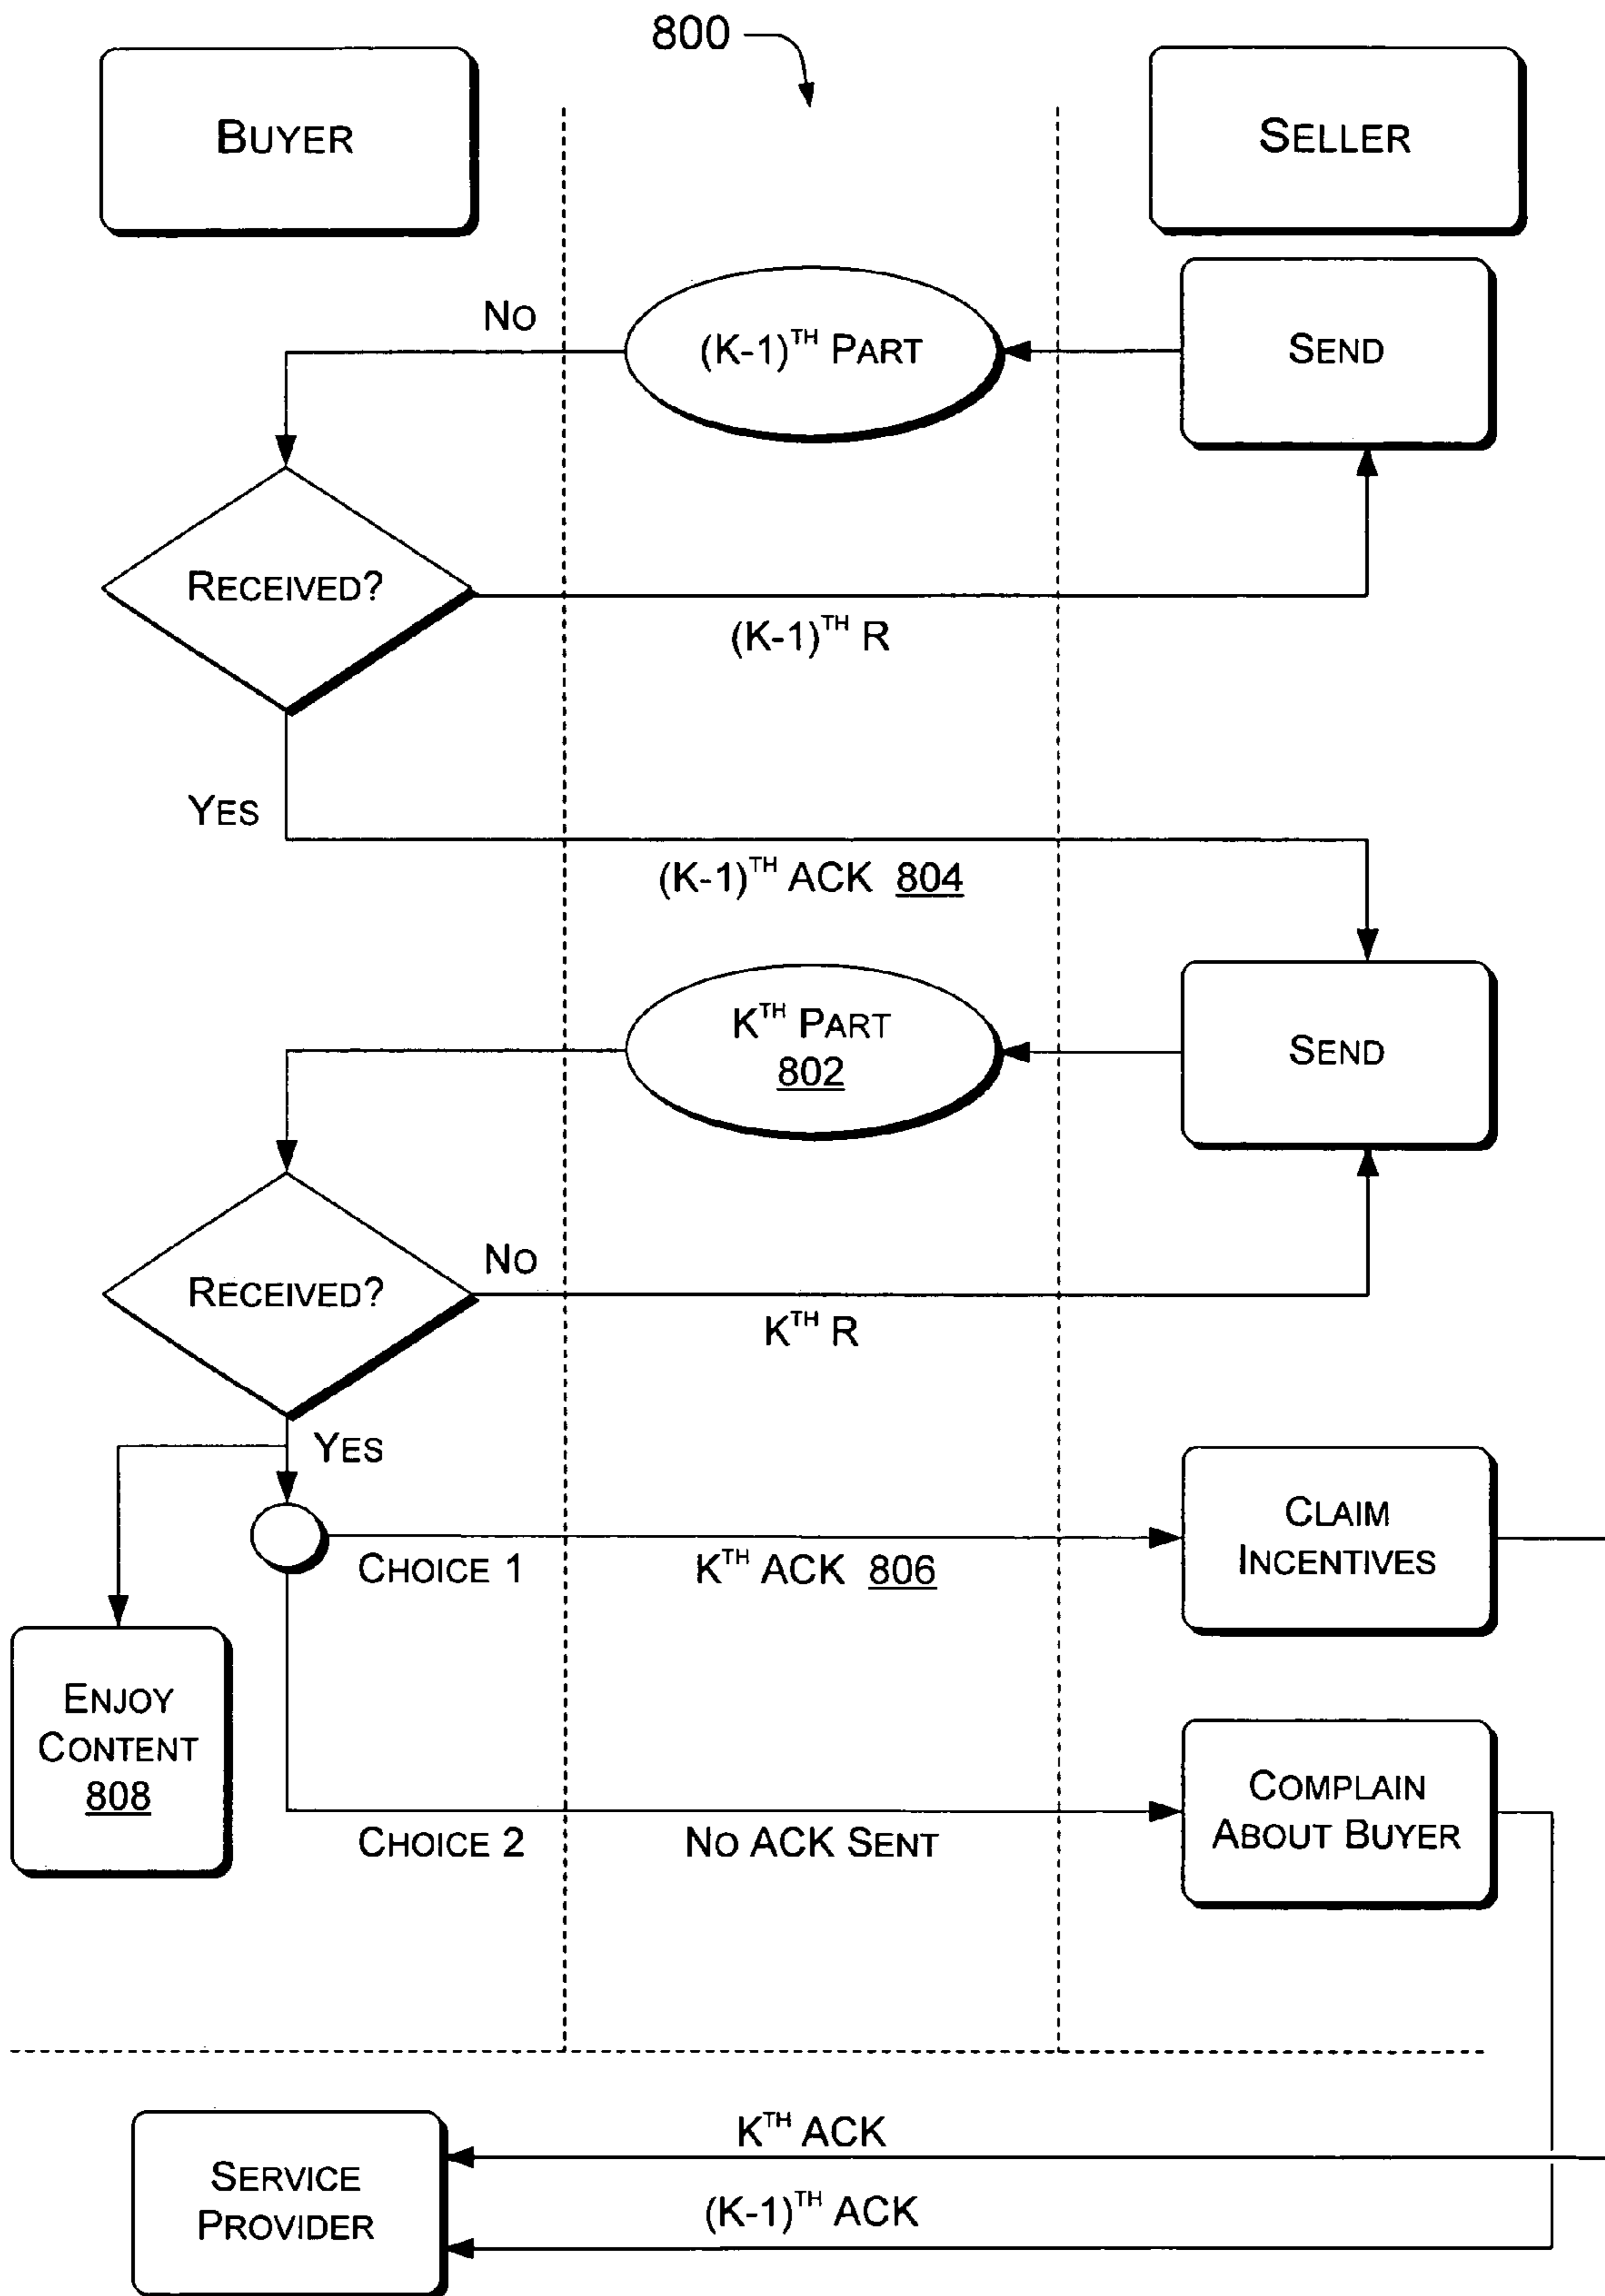 800
BUYER
SELLER
NO
(K-1)TH PART
SEND
RECEIVED?
(K-1)TH R
YES
(K-1)TH ACK 804
KTH PART
802
SEND
NO
RECEIVED?
KTH R
YES
CLAIM
INCENTIVES
CHOICE 1
KTH ACK 806
ENJOY
CONTENT
808
COMPLAIN
ABOUT BUYER
CHOICE 2
NO ACK SENT
KTH ACK
SERVICE
PROVIDER
(K-1)TH ACK